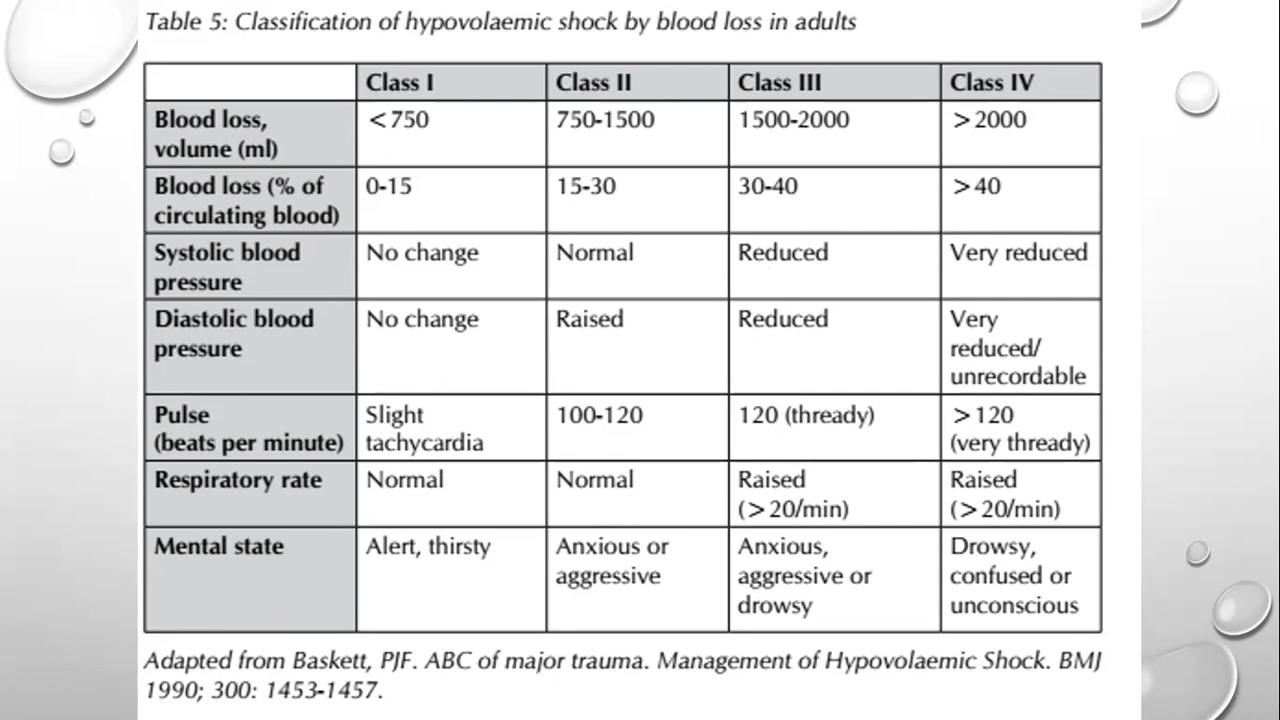 Table 5: Classification of hypovolaemic shock by blood loss in adults
Class I
Class II
Class III
Class IV
Blood loss,
volume (ml)
<750
750-1500
1500-2000
>2000
Blood loss (% of
circulating blood)
0-15
15-30
30-40
>40
Systolic blood
pressure
No change
Normal
Reduced
Very reduced
Diastolic blood
pressure
No change
Raised
Reduced
Very
reduced/
unrecordable
Pulse
(beats per minute)
Slight
tachycardia
100-120
120 (thready)
>120
(very thready)
Respiratory rate
Normal
Normal
Raised
(>20/min)
Raised
(>20/min)
Mental state
Alert, thirsty
Anxious or
aggressive
Anxious,
aggressive or
drowsy
Drowsy,
confused or
unconscious
Adapted from Baskett, PJF. ABC of major trauma. Management of Hypovolaemic Shock. BMJ
1990; 300: 1453-1457.